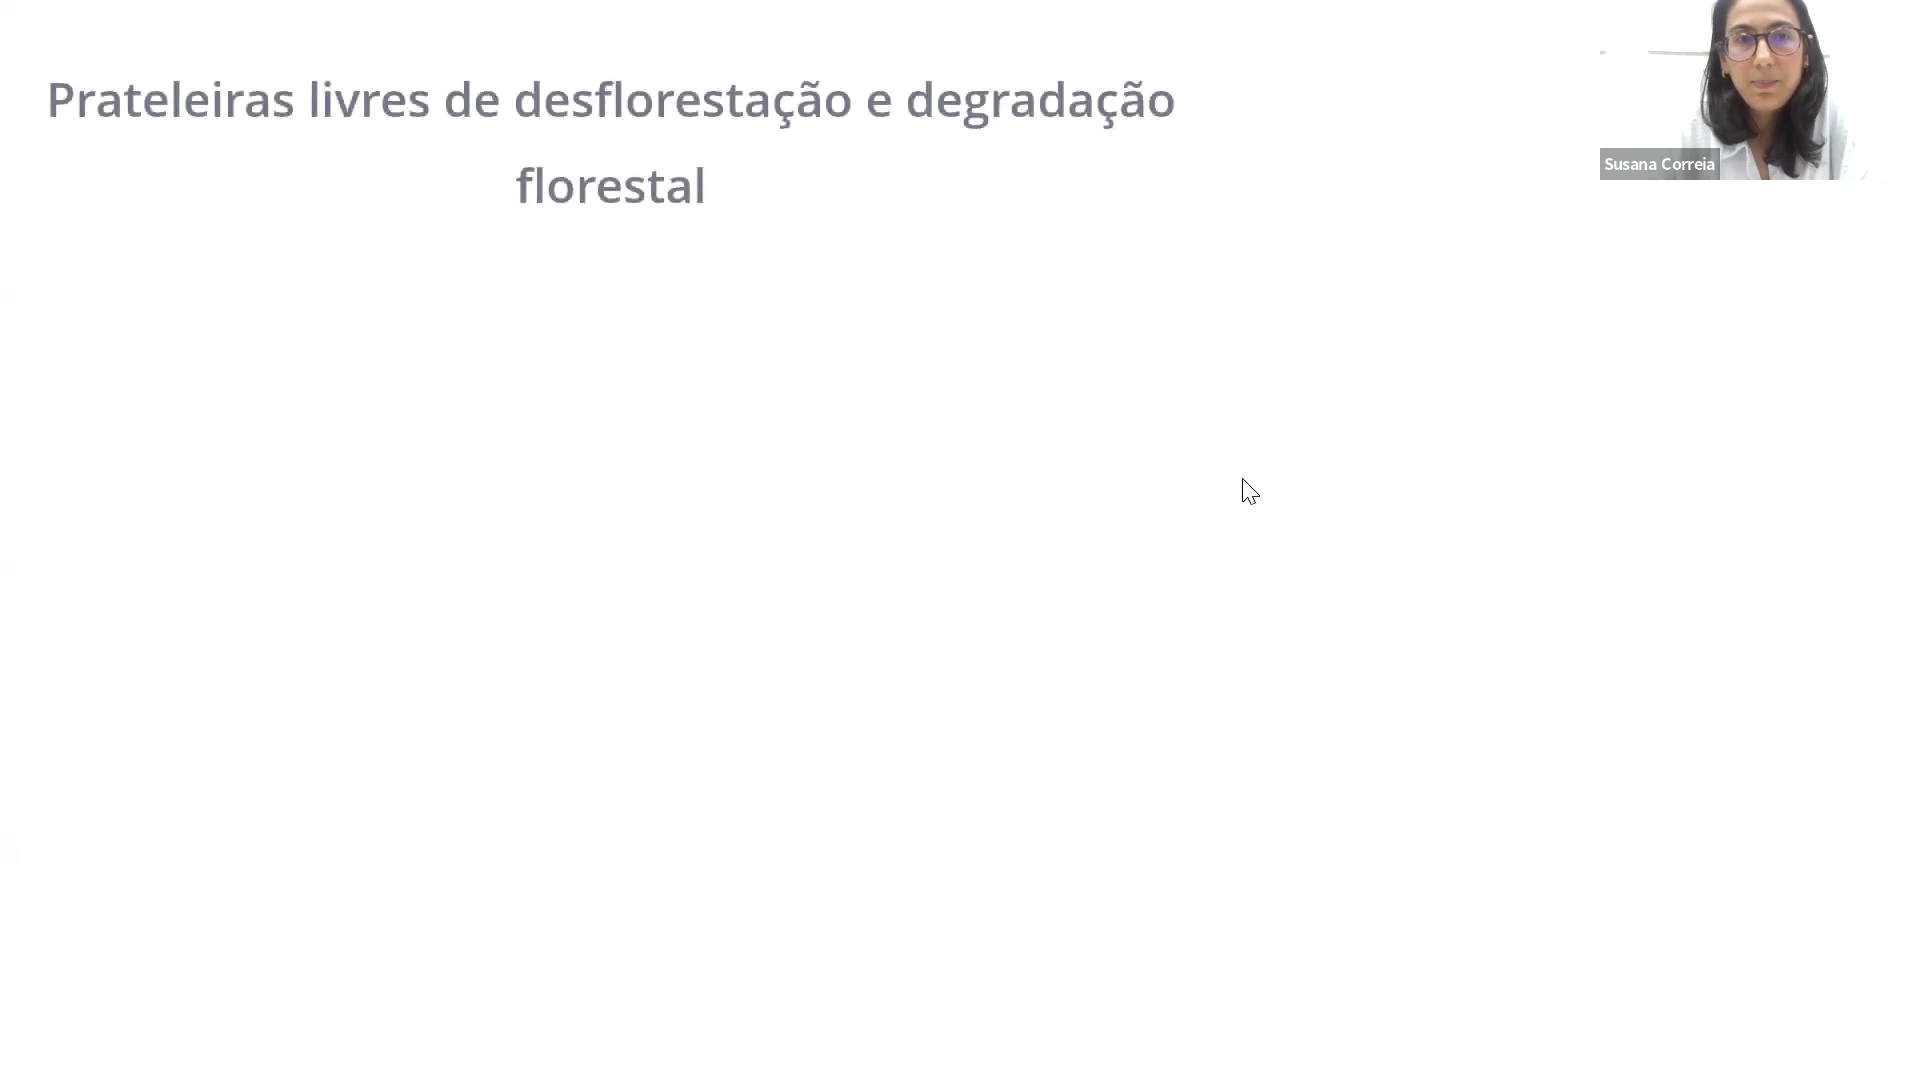 Prateleiras livres de desflorestação e degradação
florestal
Susana Correia